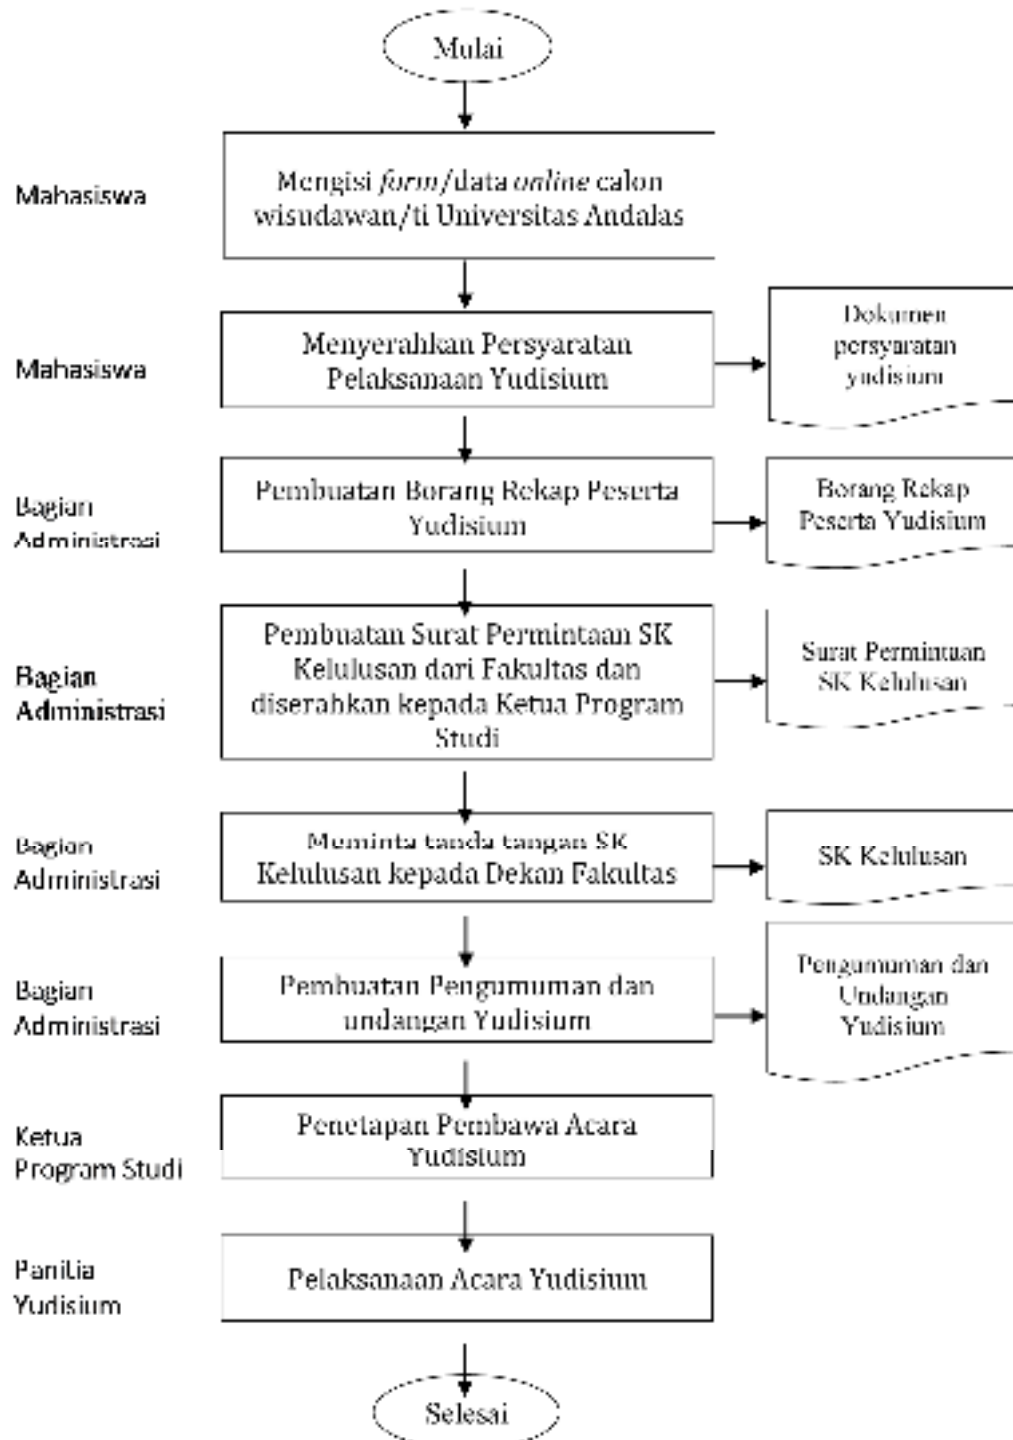 Mulai
Mahasiswa
Mengisi form/data online calon
wisudawan/ti Universitas Andalas
Mahasiswa
Menyerahkan Persyaratan
Pelaksanaan Yudisium
Dokumen
persyaratan
yudisium
Bagian
Administrasi
Pembuatan Borang Rekap Peserta
Yudisium
Borang Rekap
Peserta Yudisium
Bagian
Administrasi
Pembuatan Surat Permintaan SK
Kelulusan dari Fakultas dan
diserahkan kepada Ketua Program
Studi
Surat Permintaan
SK Kelulusan
Bagian
Administrasi
Meminta tanda tangan SK
Kelulusan kepada Dekan Fakultas
SK Kelulusan
Bagian
Administrasi
Pembuatan Pengumuman dan
undangan Yudisium
Pengumuman dan
Undangan
Yudisium
Ketua
Program Studi
Penetapan Pembawa Acara
Yudisium
Panitia
Yudisium
Pelaksanaan Acara Yudisium
Selesai